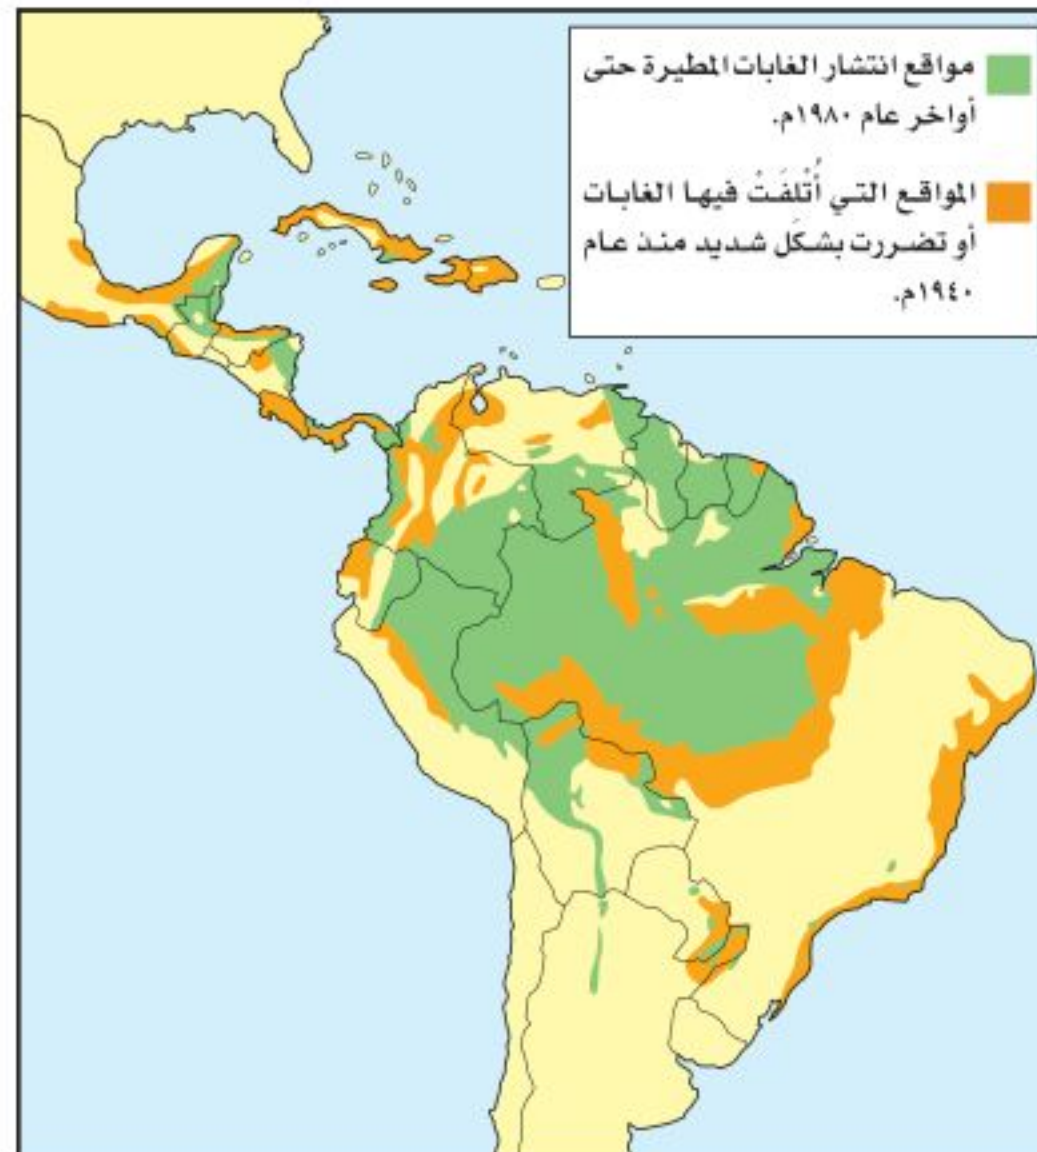 مواقع انتشار الغابات المطيرة حتى
أواخر عام ١٩٨٠م.
المواقع التي أُتْلفَتْ فيها الغابات
أو تضررت بشكل شديد منذ عام
١٩٤٠م.